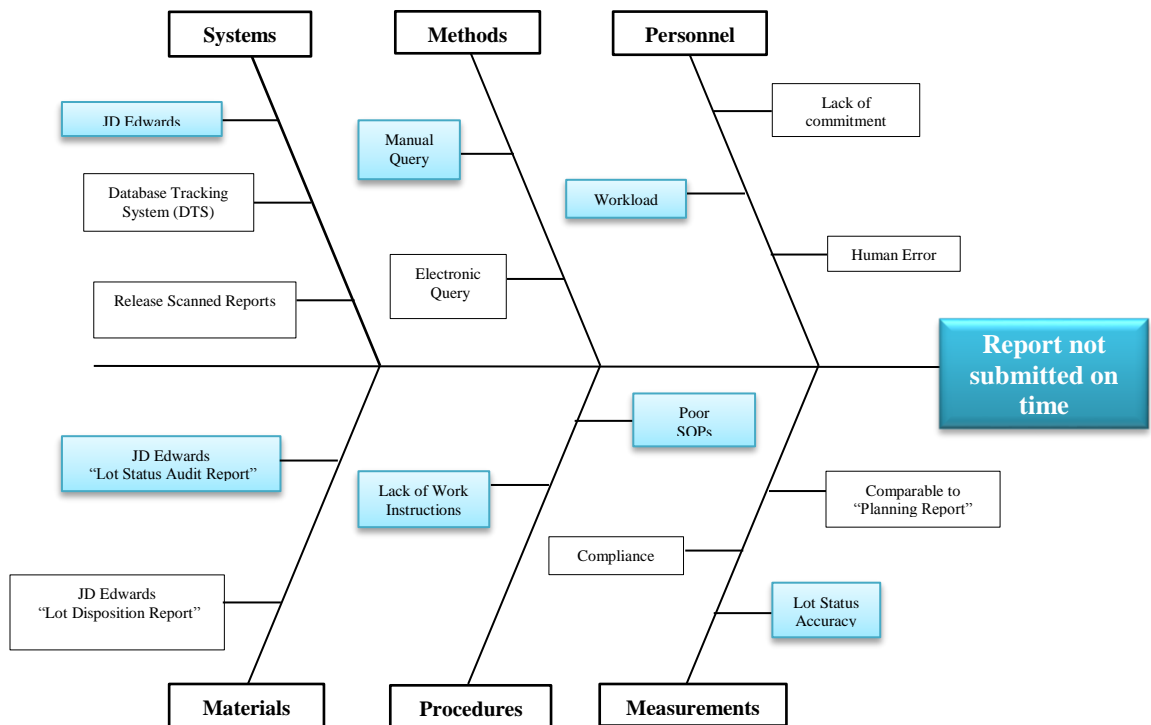 Systems
Methods
Personnel
JD Edwards
Database Tracking
System (DTS)
Release Scanned Reports
Manual
Query
Electronic
Query
Lack of
commitment
Workload
Human Error
Report not
submitted on
time
JD Edwards
“Lot Status Audit Report”
JD Edwards
“Lot Disposition Report”
Poor
SOPs
Lack of Work
Instructions
Comparable to
“Planning Report”
Compliance
Lot Status
Accuracy
Materials
Procedures
Measurements